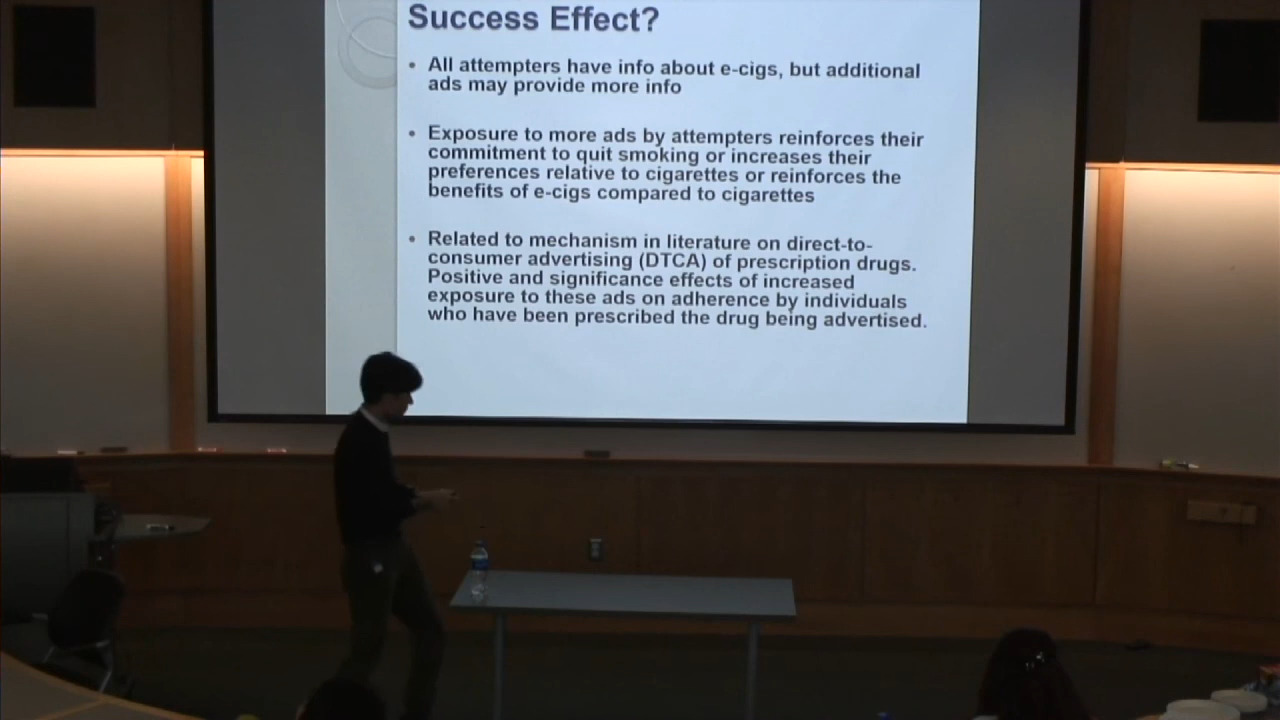 Success Effect?
• All attempters have info about e-cigs, but additional
ads may provide more info
• Exposure to more ads by attempters reinforces their
commitment to quit smoking or increases their
preferences relative to cigarettes or reinforces the
benefits of e-cigs compared to cigarettes
• Related to mechanism in literature on direct-to-
consumer advertising (DTCA) of prescription drugs.
Positive and significance effects of increased
exposure to these ads on adherence by individuals
who have been prescribed the drug being advertised.